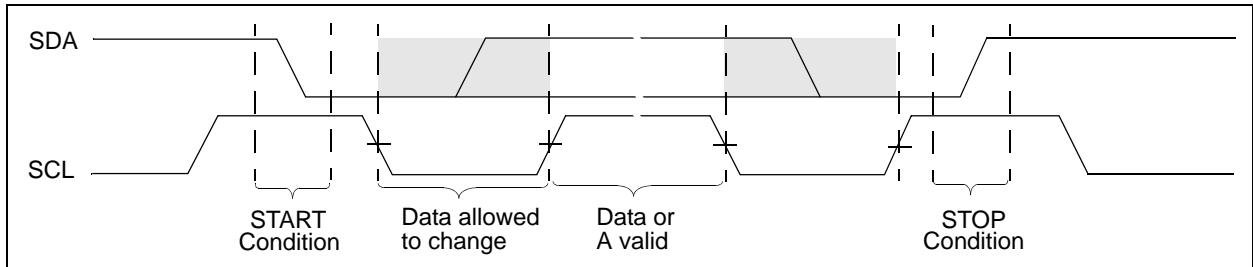 SDA
SCL
START
Condition
Data allowed
to change
Data or
A valid
STOP
Condition